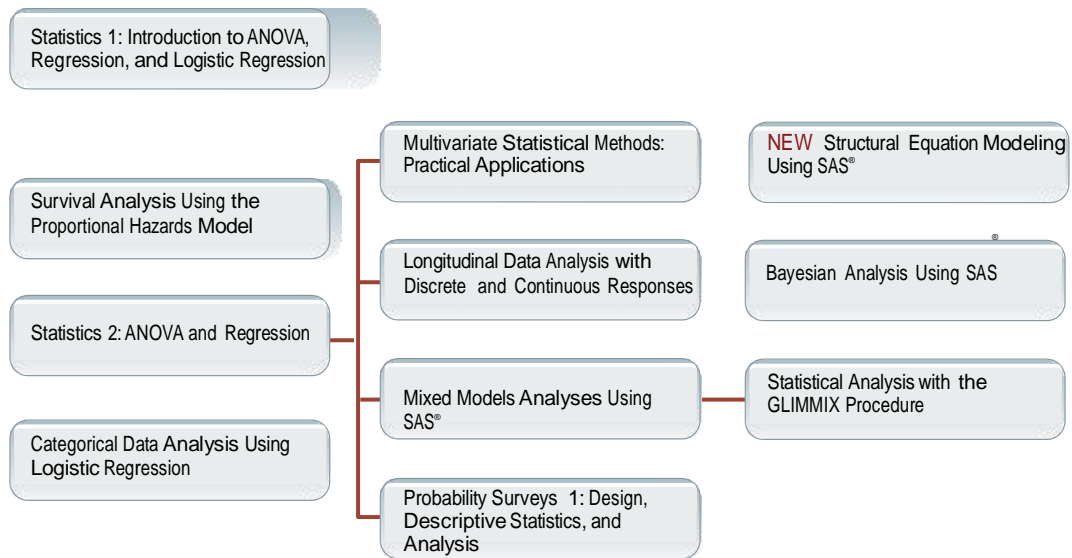 Statistics 1: Introduction to ANOVA,
Regression, and Logistic Regression
Survival Analysis Using the
Proportional Hazards Model
Statistics 2: ANOVA and Regression
Categorical Data Analysis Using
Logistic Regression
Multivariate Statistical Methods:
Practical Applications
Longitudinal Data Analysis with
Discrete and Continuous Responses
Mixed Models Analyses Using
SAS®
Probability Surveys 1: Design,
Descriptive Statistics, and
Analysis
NEW Structural Equation Modeling
Using SAS®
®
Bayesian Analysis Using SAS
Statistical Analysis with the
GLIMMIX Procedure